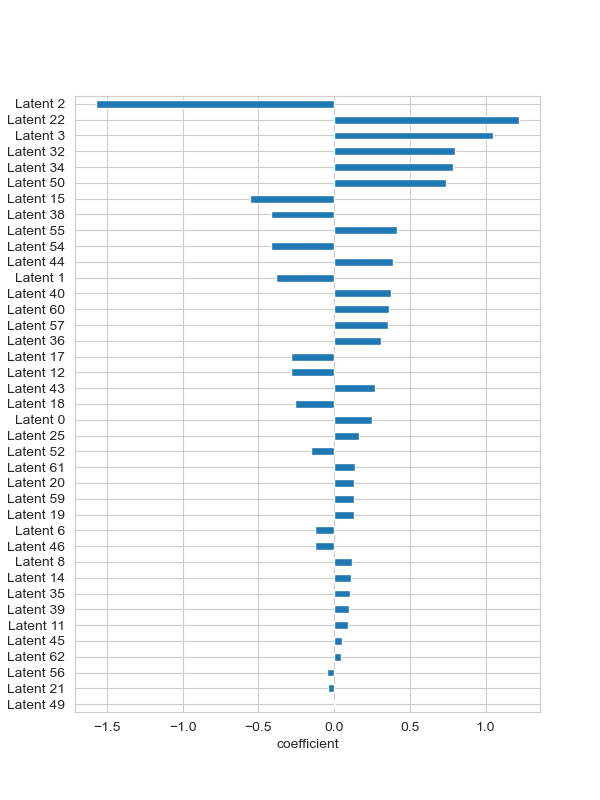 Latent 2
Latent 22
Latent 3
Latent 32
Latent 34
Latent 50
Latent 15
Latent 38
Latent 55
Latent 54
Latent 44
Latent 1
Latent 40
Latent 60
Latent 57
Latent 36
Latent 17
Latent 12
Latent 43
Latent 18
Latent 0
Latent 25
Latent 52
Latent 61
Latent 20
Latent 59
Latent 19
Latent 6
Latent 46
Latent 8
Latent 14
Latent 35
Latent 39
Latent 11
Latent 45
Latent 62
Latent 56
Latent 21
Latent 49
−1.5 −1.0 −0.5 0.0 0.5 1.0
coefficient